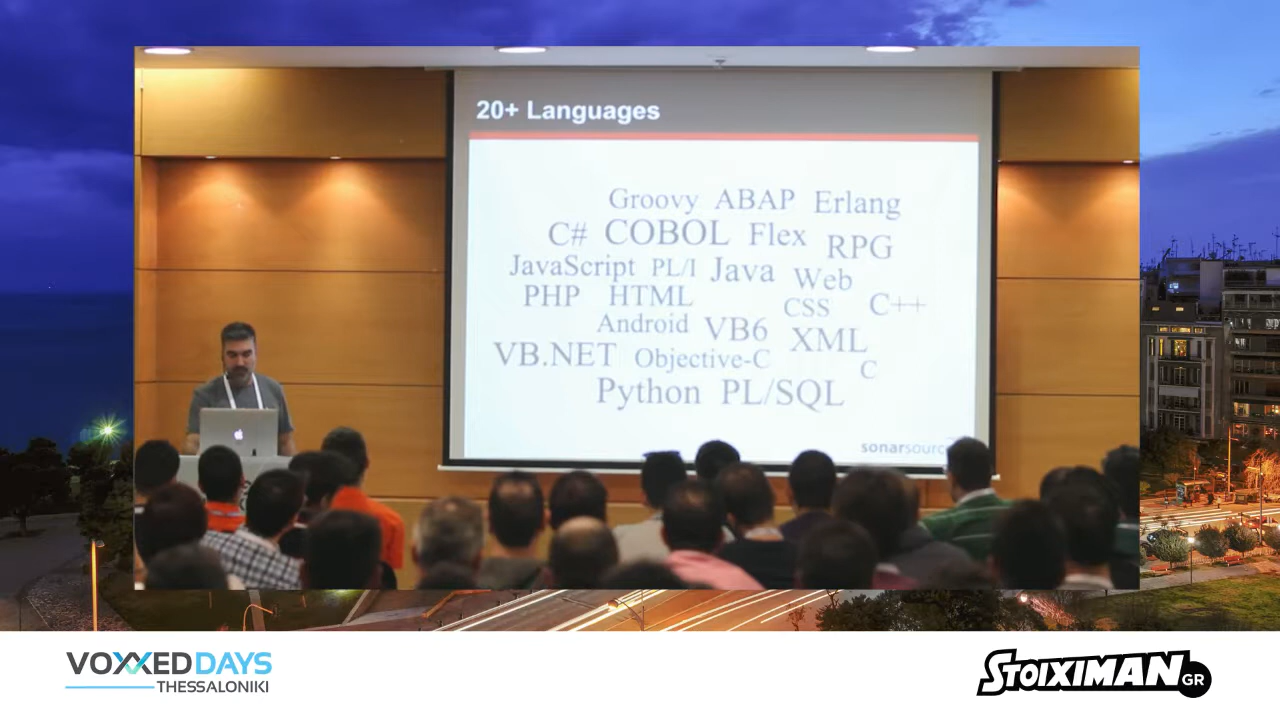 20+ Languages
Groovy ABAP Erlang
C# COBOL Flex RPG
JavaScript PL/I Java Web
PHP HTML CSS C++
Android VB6 XML
VB.NET Objective-C C
Python PL/SQL
sonarsource
VOXXED DAYS
THESSALONIKI
STOIXIMAN GR